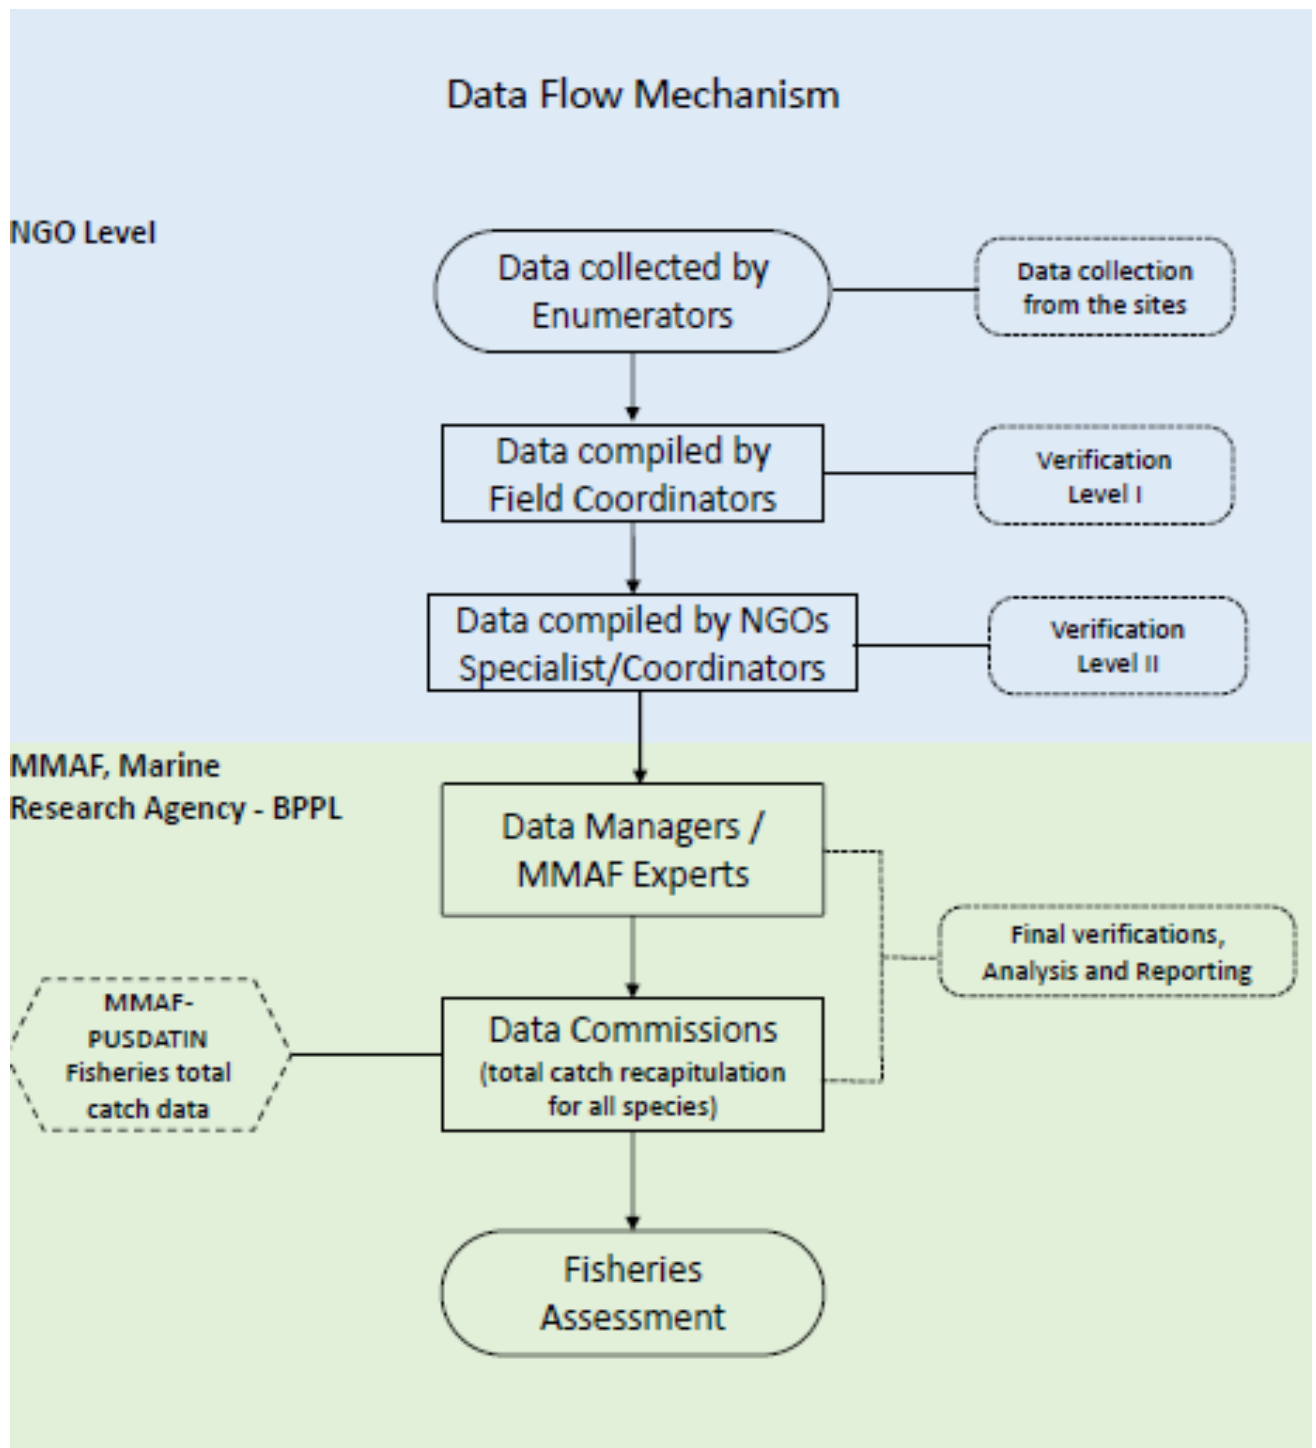 Data Flow Mechanism
NGO Level
Data collected by
Enumerators
Data collection
from the sites
Data compiled by
Field Coordinators
Verification
Level I
Data compiled by NGOs
Specialist/Coordinators
Verification
Level II
MMAF, Marine
Research Agency - BPPL
Data Managers /
MMAF Experts
Final verifications,
Analysis and Reporting
MMAF-
PUSDATIN
Fisheries total
catch data
Data Commissions
(total catch recapitulation
for all species)
Fisheries
Assessment